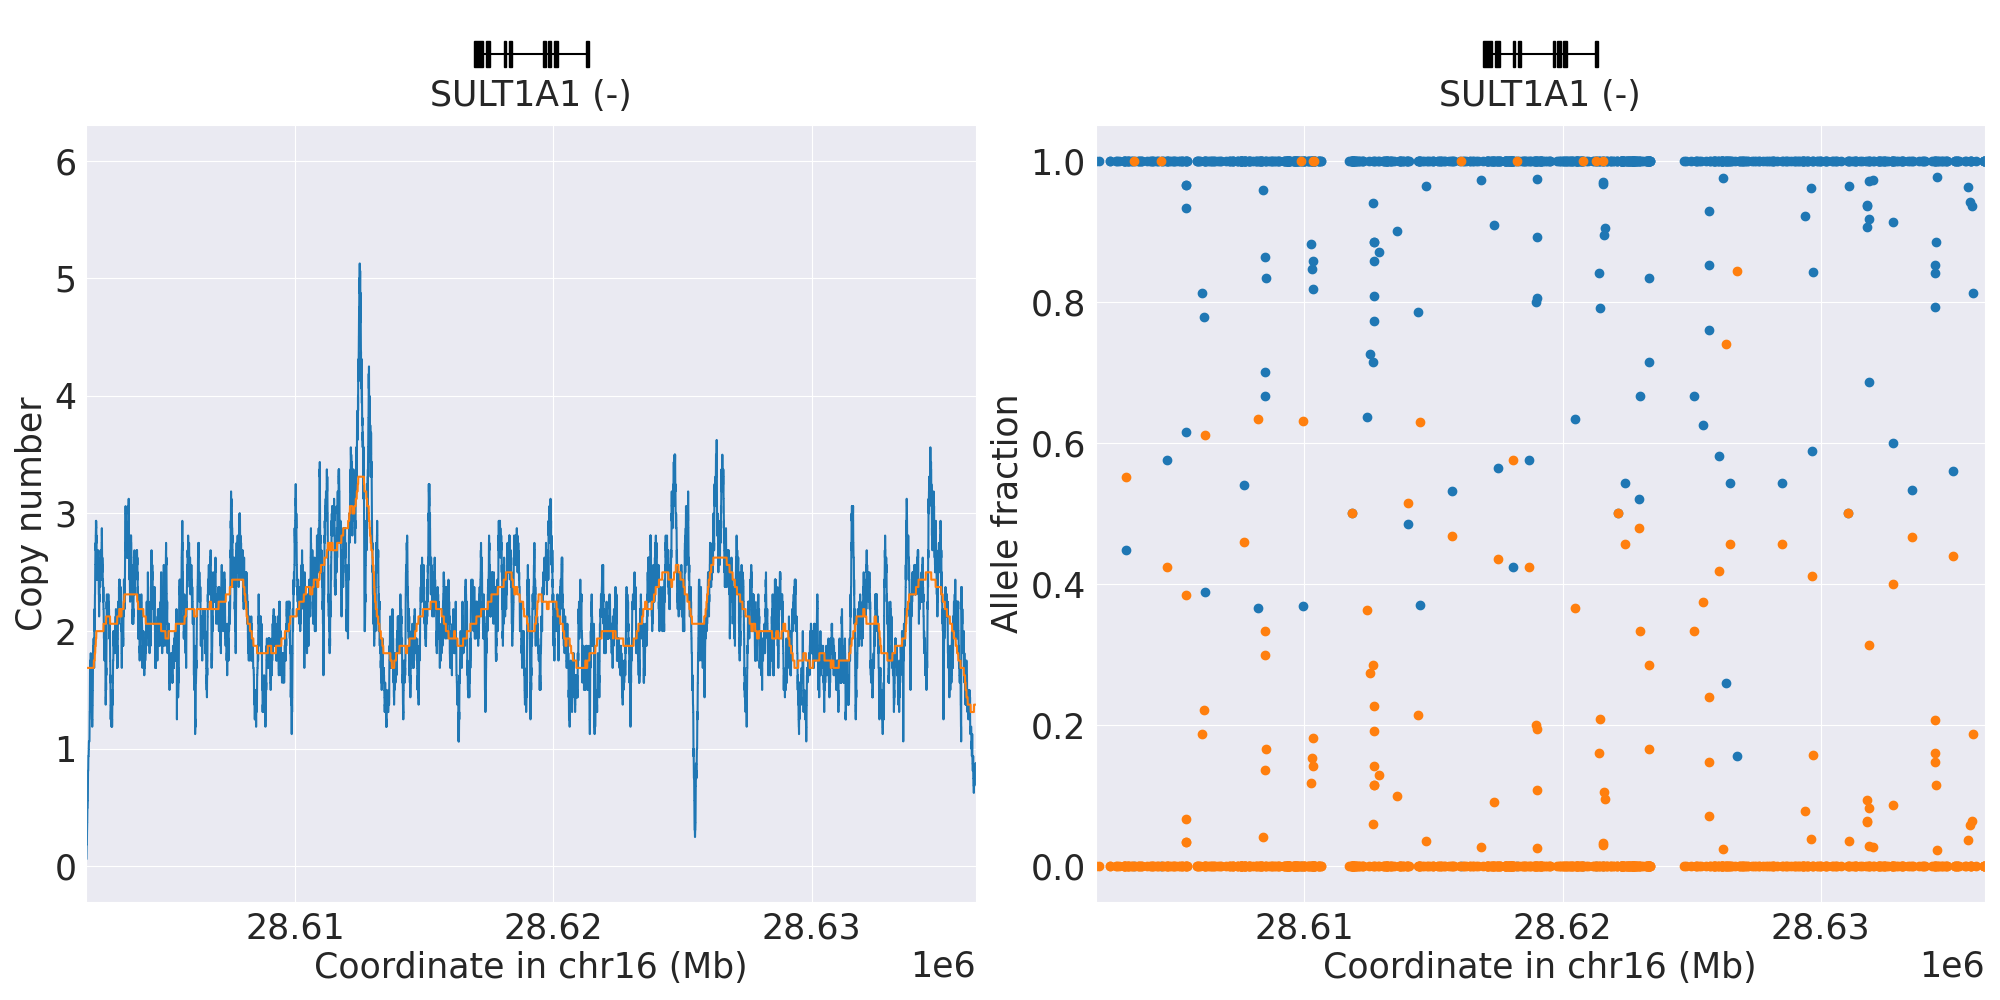 SULT1A1 (-)
Copy number
6
5
4
3
2
1
0
28.61
28.62
28.63
Coordinate in chr16 (Mb)
1e6
SULT1A1 (-)
Allele fraction
1.0
0.8
0.6
0.4
0.2
0.0
28.61
28.62
28.63
Coordinate in chr16 (Mb)
1e6